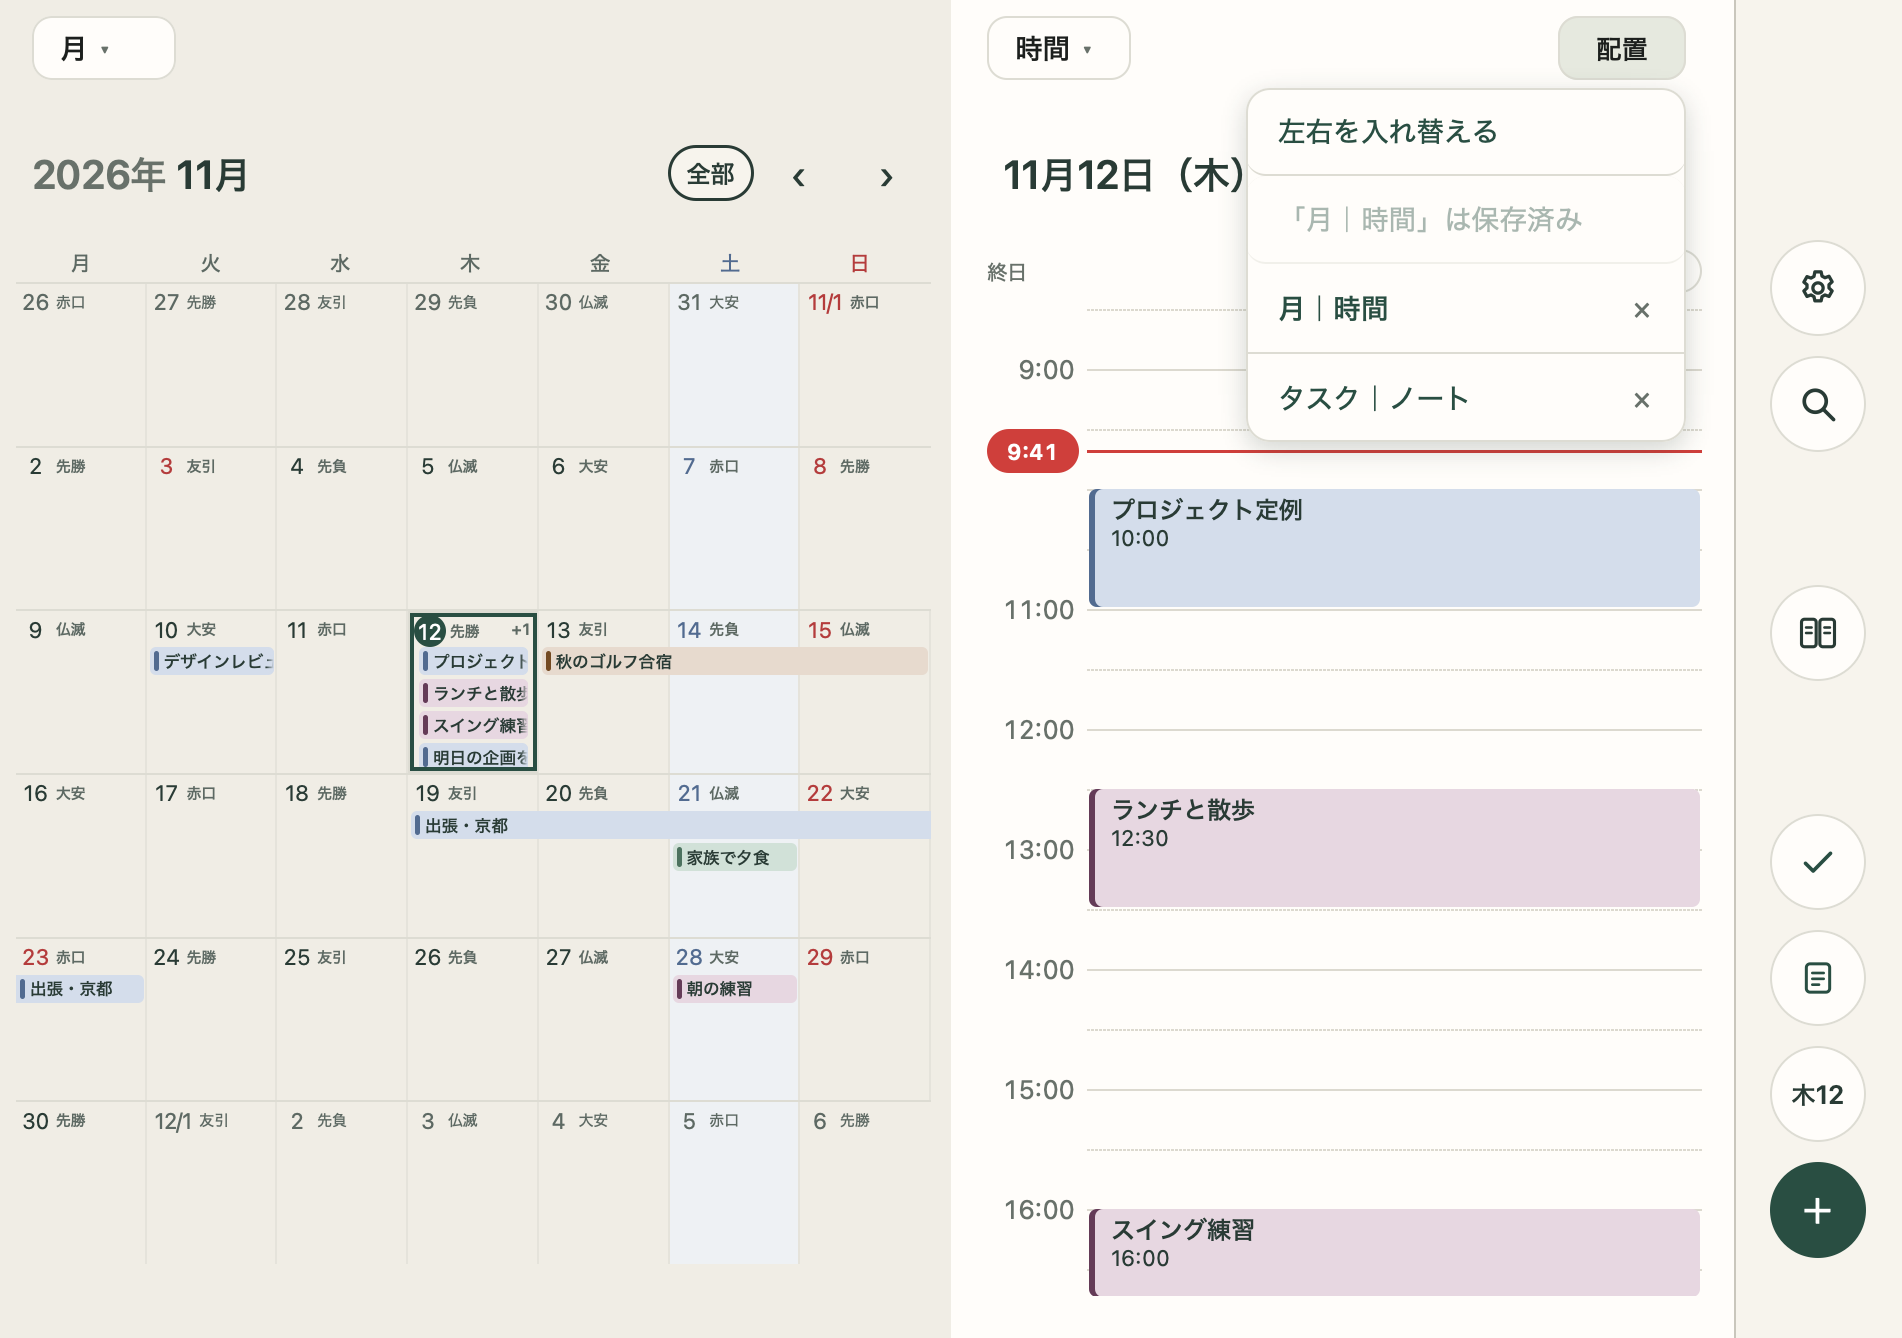 月 ▾
2026年 11月
全部
‹ ›
月 火 水 木 金 土 日
26 赤口 27 先勝 28 友引 29 先負 30 仏滅 31 大安 11/1 赤口
2 先勝 3 友引 4 先負 5 仏滅 6 大安 7 赤口 8 先勝
9 仏滅 10 大安 11 赤口 12 先勝 +1 13 友引 14 先負 15 仏滅
デザインレビュ プロジェクト 秋のゴルフ合宿
ランチと散歩
スイング練習
明日の企画を
16 大安 17 赤口 18 先勝 19 友引 20 先負 21 仏滅 22 大安
出張・京都
家族で夕食
23 赤口 24 先勝 25 友引 26 先負 27 仏滅 28 大安 29 赤口
出張・京都 朝の練習
30 先勝 12/1 友引 2 先負 3 仏滅 4 大安 5 赤口 6 先勝
時間 ▾
配置
11月12日（木）
左右を入れ替える
「月｜時間」は保存済み
月｜時間 ×
タスク｜ノート ×
終日
9:00
9:41
プロジェクト定例
10:00
11:00
12:00
ランチと散歩
12:30
13:00
14:00
15:00
16:00
スイング練習
16:00
木12
+